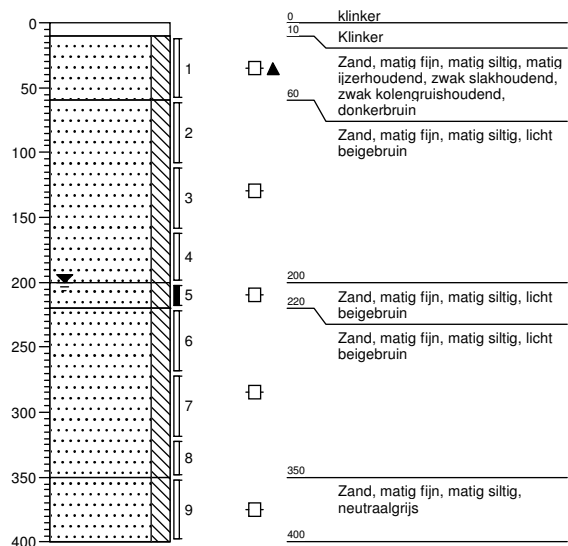 0
50
100
150
200
250
300
350
400
1
2
3
4
5
6
7
8
9
0 klinker
10 Klinker
Zand, matig fijn, matig siltig, matig
ijzerhoudend, zwak slakhoudend,
zwak kolengruishoudend,
donkerbruin
60
Zand, matig fijn, matig siltig, licht
beigebruin
200
Zand, matig fijn, matig siltig, licht
beigebruin
220
Zand, matig fijn, matig siltig, licht
beigebruin
350
Zand, matig fijn, matig siltig,
neutraalgrijs
400